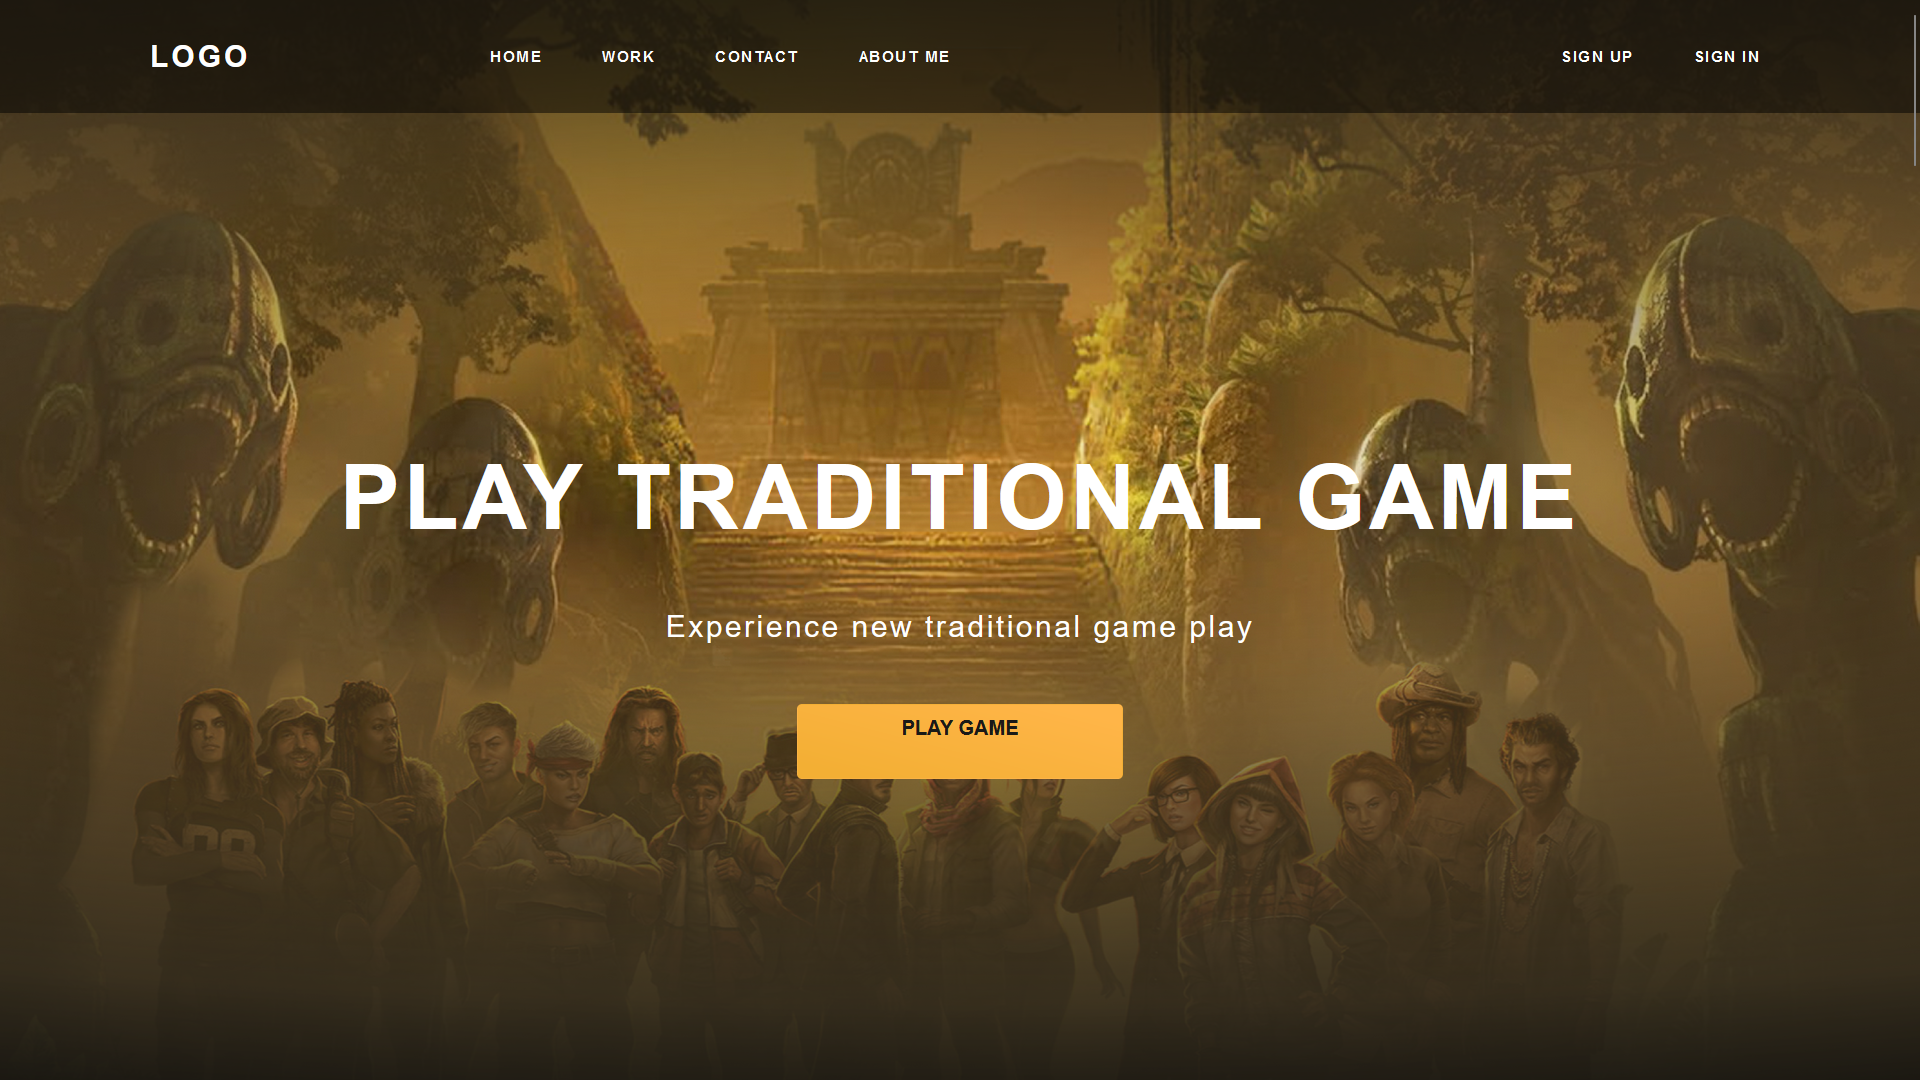 LOGO
HOME WORK CONTACT ABOUT ME
SIGN UP SIGN IN
PLAY TRADITIONAL GAME
Experience new traditional game play
PLAY GAME